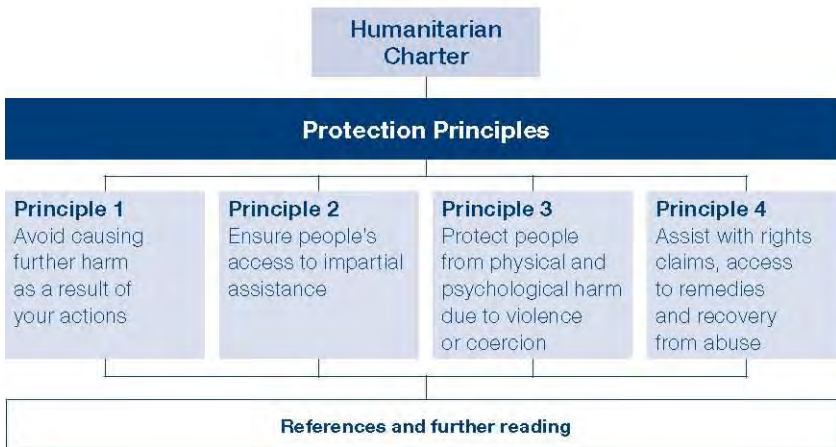 Humanitarian
Charter
Protection Principles
Principle 1
Avoid causing
further harm
as a result of
your actions
Principle 2
Ensure people's
access to impartial
assistance
Principle 3
Protect people
from physical and
psychological harm
due to violence
or coercion
Principle 4
Assist with rights
claims, access
to remedies
and recovery
from abuse
References and further reading